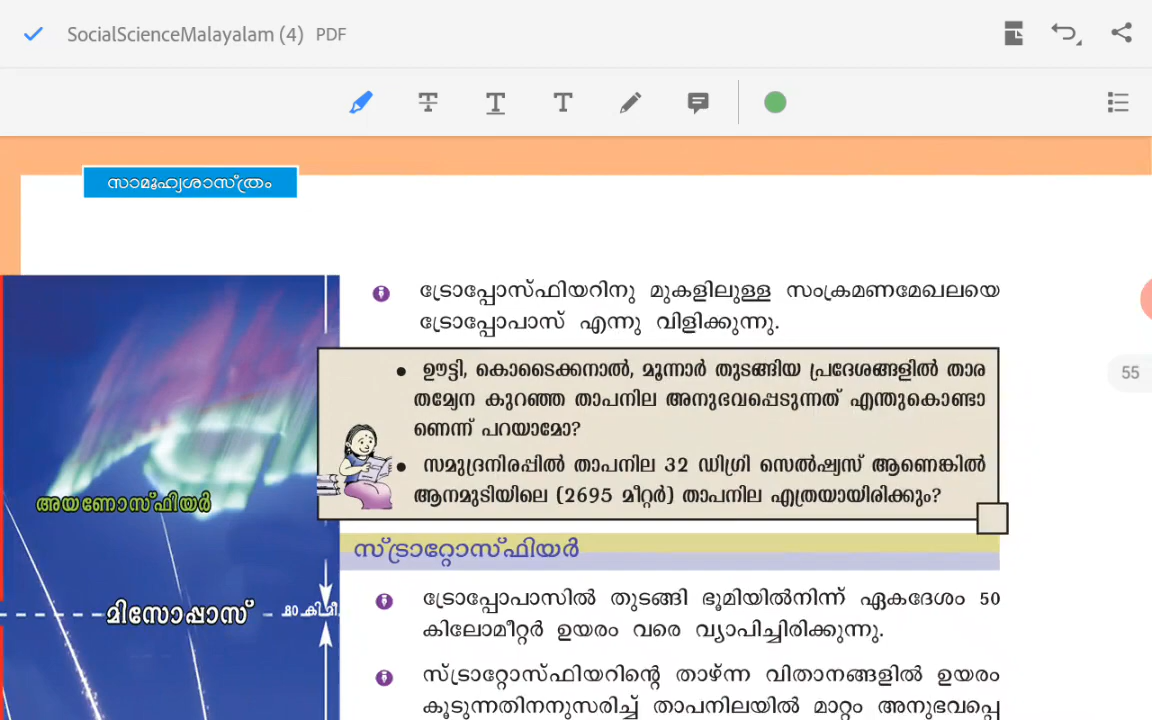 SocialScienceMalayalam (4) PDF
സാമൂഹ്യശാസ്ത്രം
ട്രോപ്പോസ്ഫിയറിനു മുകളിലുള്ള സംക്രമണമേഖലയെ
ട്രോപ്പോപാസ് എന്നു വിളിക്കുന്നു.
55
• ഊട്ടി, കൊടൈക്കനാൽ, മൂന്നാർ തുടങ്ങിയ പ്രദേശങ്ങളിൽ താര
തമ്യേന കുറഞ്ഞ താപനില അനുഭവപ്പെടുന്നത് എന്തുകൊണ്ടാ
ണെന്ന് പറയാമോ?
• സമുദ്രനിരപ്പിൽ താപനില 32 ഡിഗ്രി സെൽഷ്യസ് ആണെങ്കിൽ
ആനമുടിയിലെ (2695 മീറ്റർ) താപനില എത്രയായിരിക്കും?
അയണോസ്ഫിയർ
സ്ട്രാറ്റോസ്ഫിയർ
മിസോപ്പാസ്
80 കി.മീ.
ട്രോപ്പോപാസിൽ തുടങ്ങി ഭൂമിയിൽനിന്ന് ഏകദേശം 50
കിലോമീറ്റർ ഉയരം വരെ വ്യാപിച്ചിരിക്കുന്നു.
സ്ട്രാറ്റോസ്ഫിയറിന്റെ താഴ്ന്ന വിതാനങ്ങളിൽ ഉയരം
കൂടുന്നതിനനുസരിച്ച് താപനിലയിൽ മാറ്റം അനുഭവപ്പെ